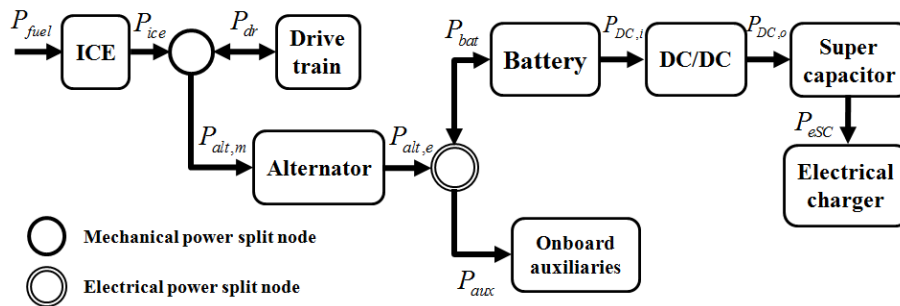 P_fuel
ICE
P_ice
P_dr
Drive
train
P_bat
Battery
P_DC,i
DC/DC
P_DC,o
Super
capacitor
P_eSC
Electrical
charger
P_alt,m
Alternator
P_alt,e
P_aux
Onboard
auxiliaries
Mechanical power split node
Electrical power split node